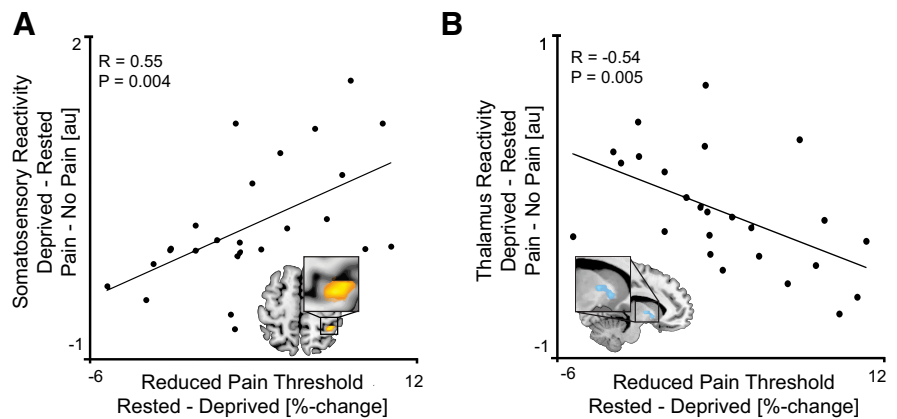 A
2
R = 0.55
P = 0.004
Somatosensory Reactivity
Deprived - Rested
Pain - No Pain [au]
-1
-6
12
Reduced Pain Threshold
Rested - Deprived [%-change]
B
1
R = -0.54
P = 0.005
Thalamus Reactivity
Deprived - Rested
Pain - No Pain [au]
-1
-6
12
Reduced Pain Threshold
Rested - Deprived [%-change]